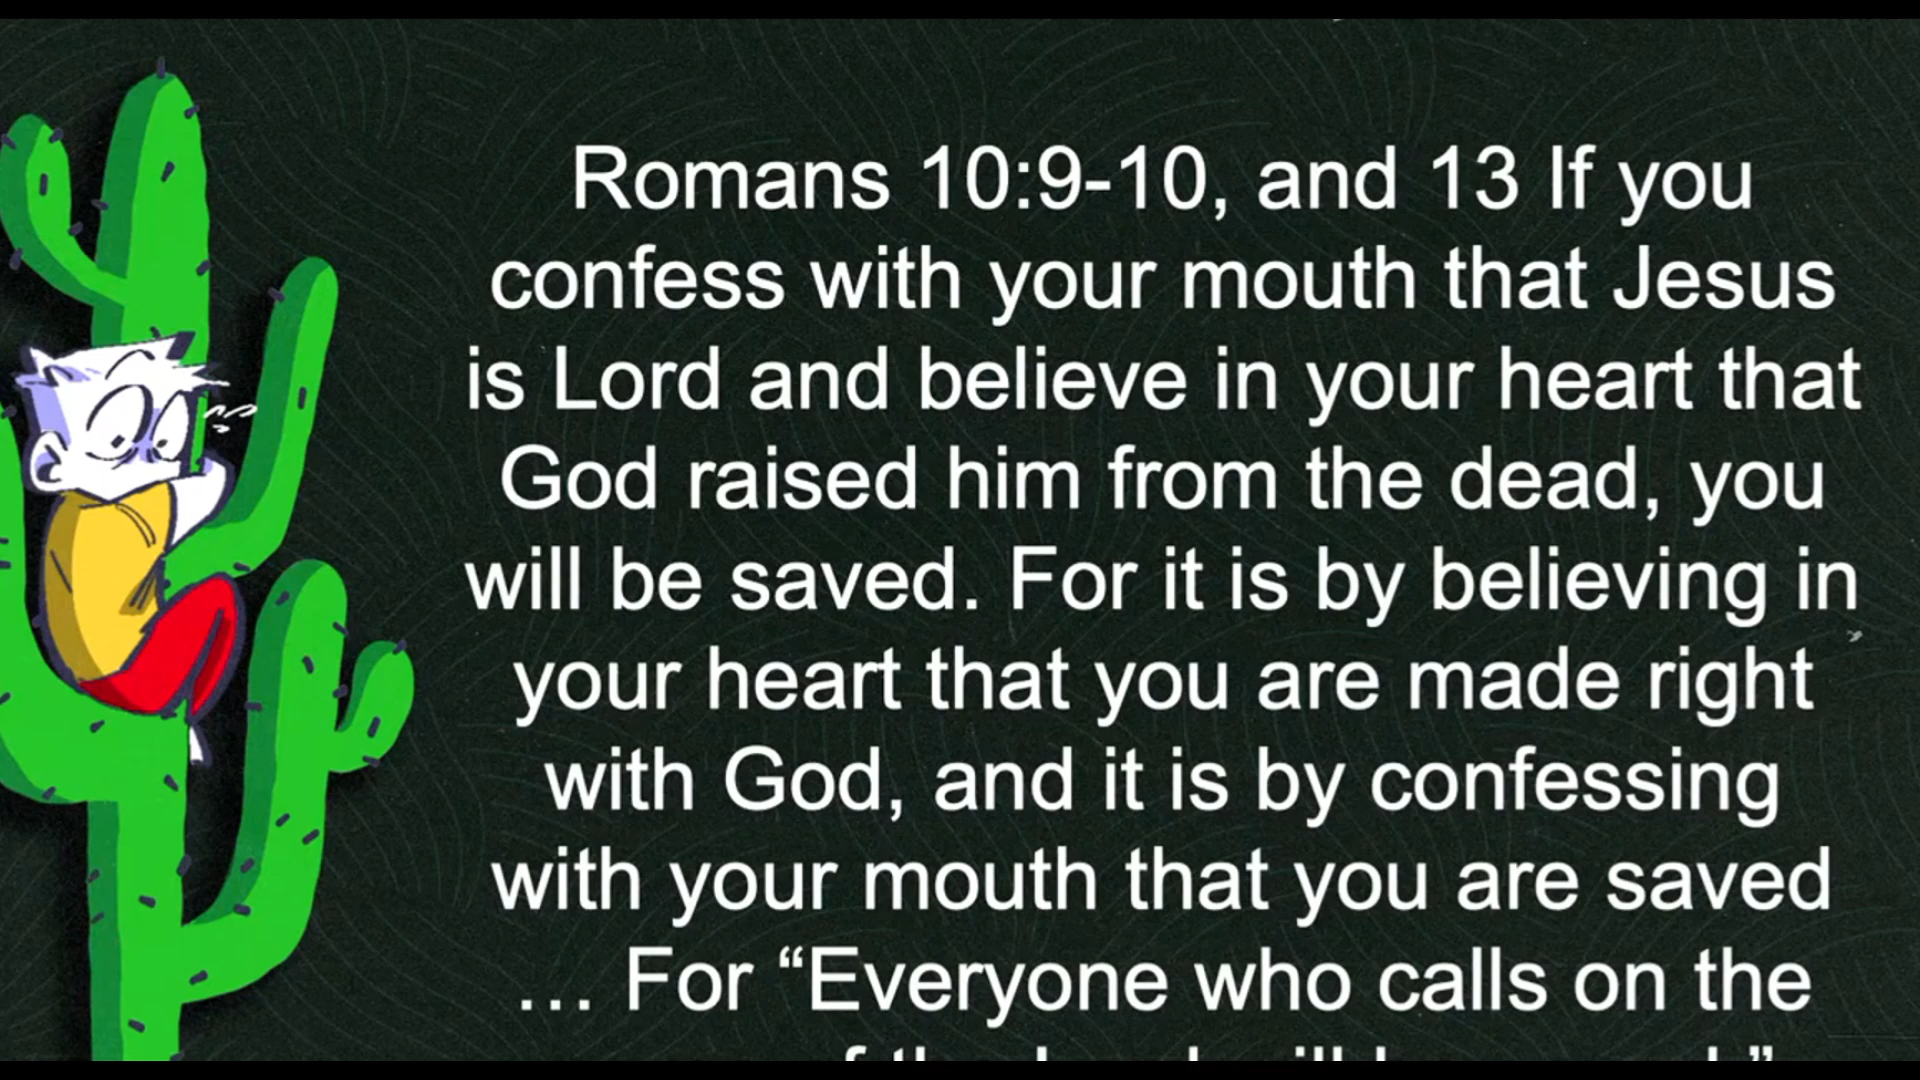 Romans 10:9-10, and 13 If you
confess with your mouth that Jesus
is Lord and believe in your heart that
God raised him from the dead, you
will be saved. For it is by believing in
your heart that you are made right
with God, and it is by confessing
with your mouth that you are saved
… For “Everyone who calls on the